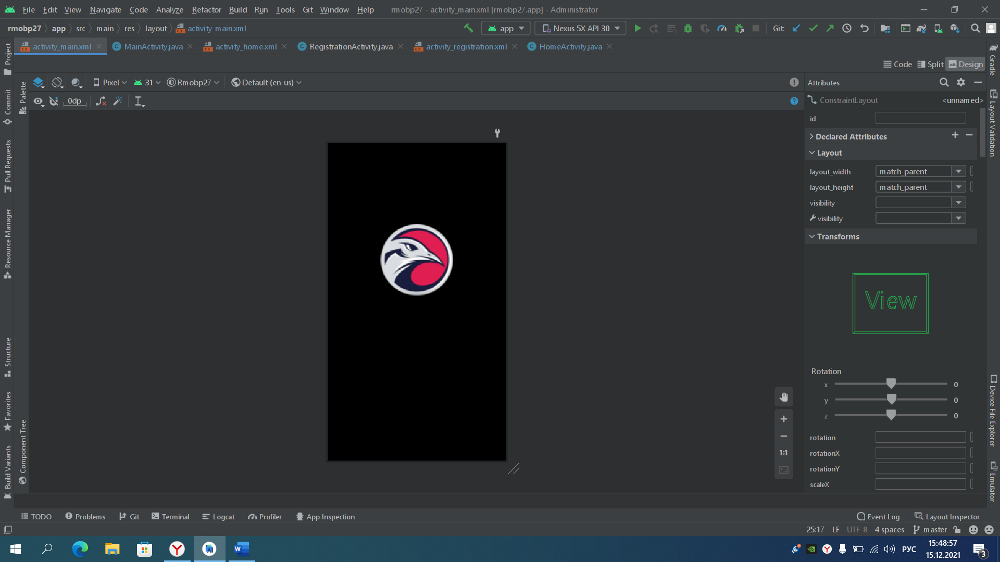 File Edit View Navigate Code Analyze Refactor Build Run Tools Git Window Help rmobp27 - activity_main.xml [rmobp27.app] - Administrator
rmobp27 app src main res layout activity_main.xml app Nexus 5X API 30 Git:
activity_main.xml MainActivity.java activity_home.xml RegistrationActivity.java activity_registration.xml HomeActivity.java
Code Split Design
Pixel 31 Rmobp27 Default (en-us) Attributes
0dp ConstraintLayout <unnamed>
id
Declared Attributes
Layout
layout_width match_parent
layout_height match_parent
visibility
visibility
Transforms
View
Rotation
x 0
y 0
z 0
rotation
rotationX
rotationY
scaleX
1:1
Project
Commit
Pull Requests
Resource Manager
Structure
Favorites
Build Variants
Palette
Component Tree
Gradle
Layout Validation
Device File Explorer
Emulator
TODO Problems Git Terminal Logcat Profiler App Inspection Event Log Layout Inspector
25:17 LF UTF-8 4 spaces master
РУС 15:48:57
15.12.2021 3